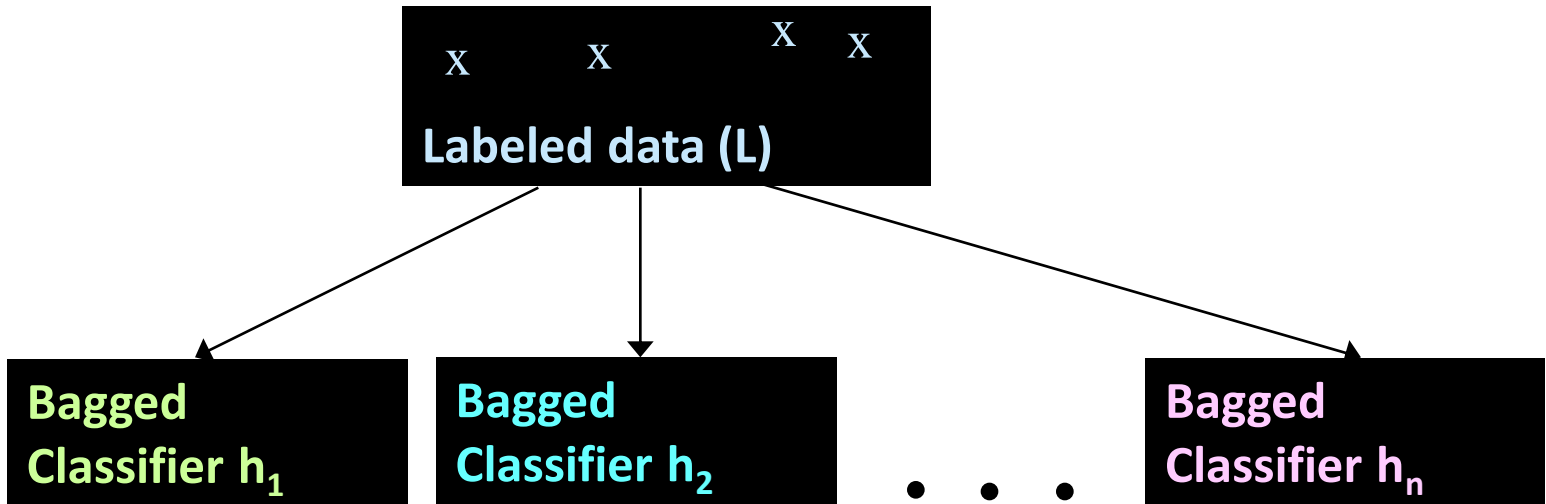 x x x x
Labeled data (L)
Bagged
Classifier h₁
Bagged
Classifier h₂
. . .
Bagged
Classifier hₙ